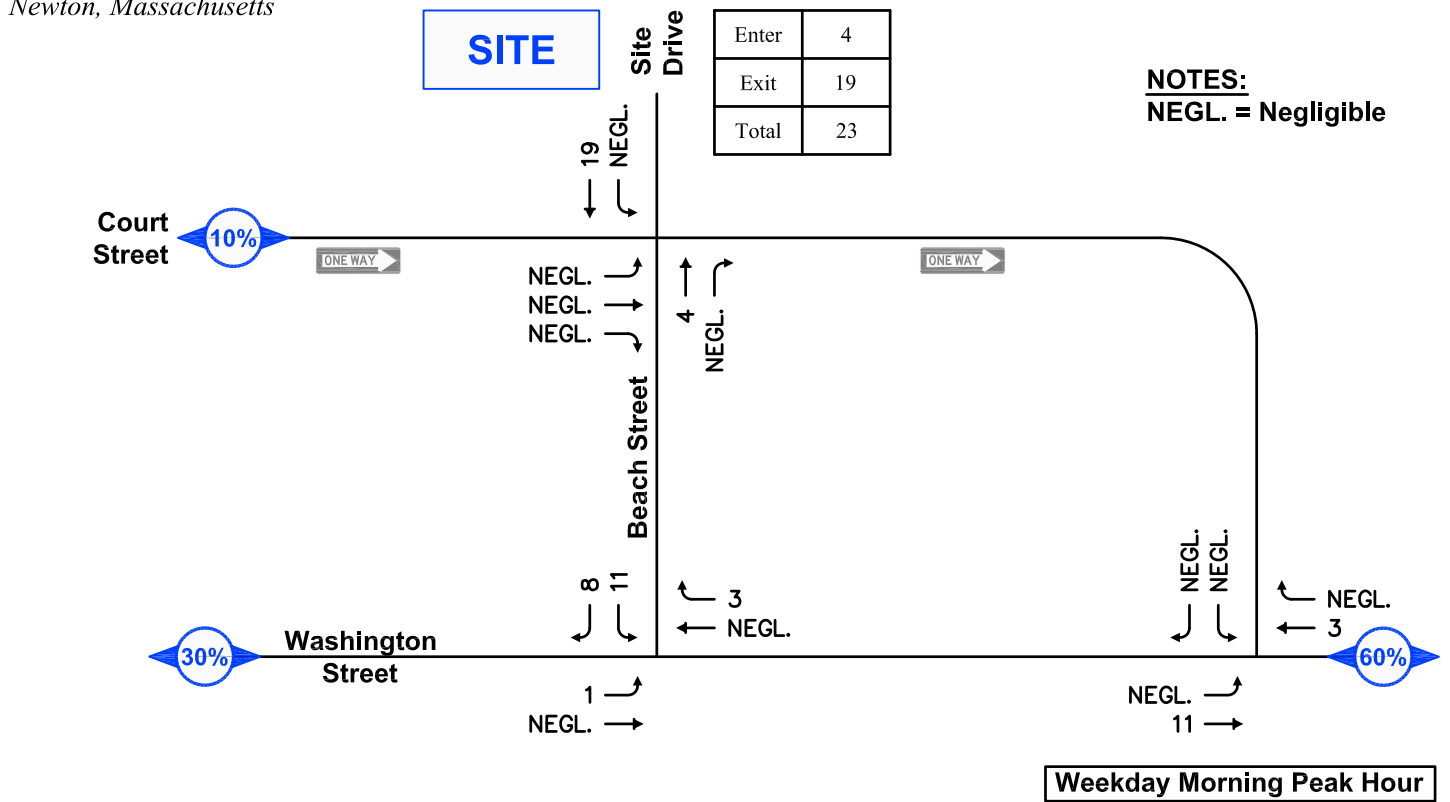 Newton, Massachusetts
SITE
Site
Drive
Enter 4
Exit 19
Total 23
NOTES:
NEGL. = Negligible
19
NEGL.
Court
Street
10%
ONE WAY
ONE WAY
NEGL.
NEGL.
NEGL.
4
NEGL.
Beach Street
8
11
3
NEGL.
NEGL.
NEGL.
NEGL.
3
30%
Washington
Street
60%
1
NEGL.
NEGL.
11
Weekday Morning Peak Hour